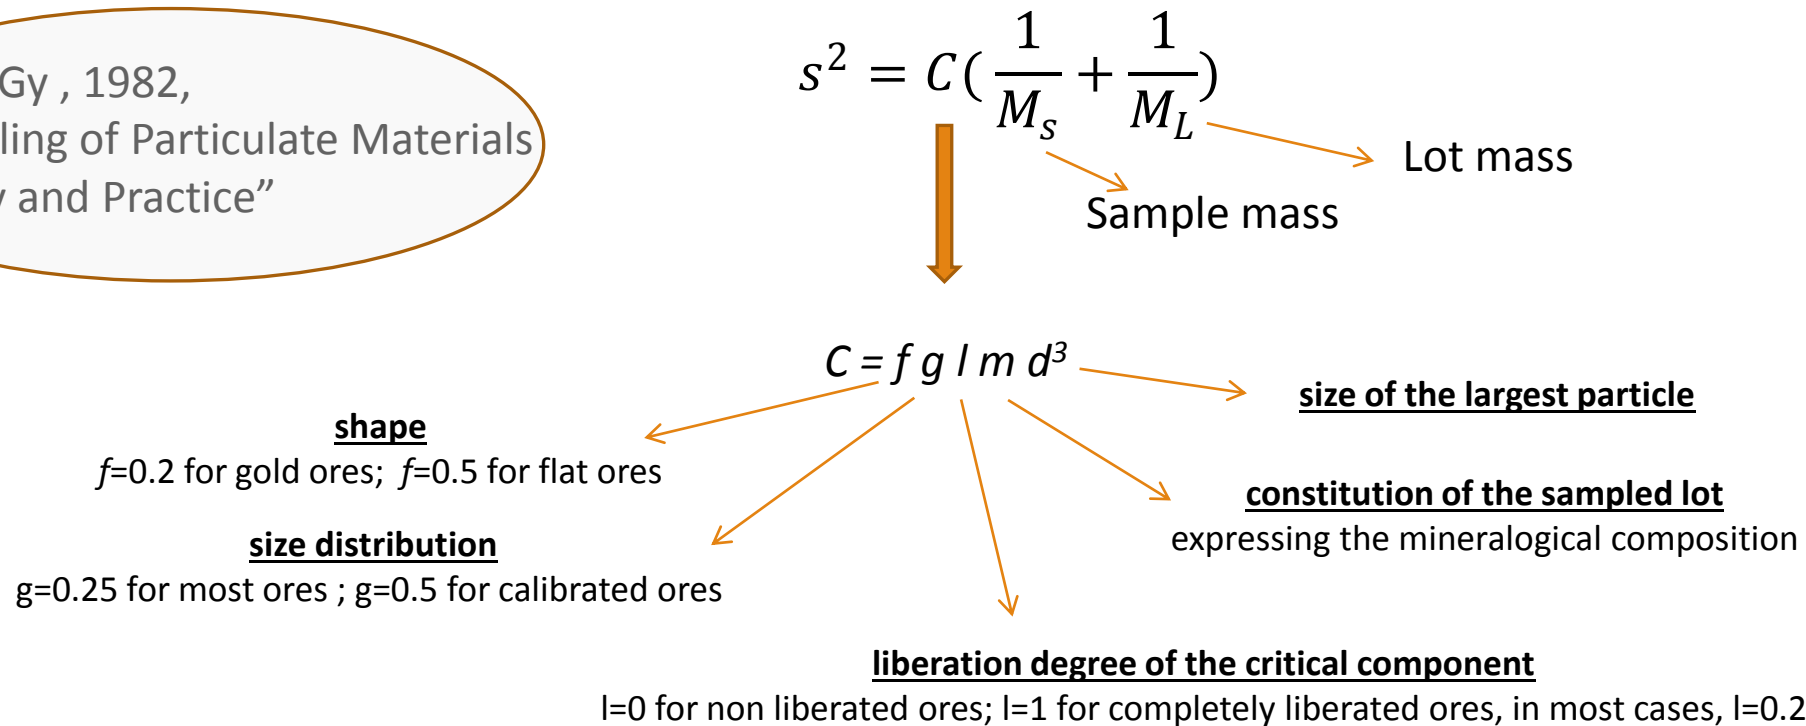 Gy , 1982,
ling of Particulate Materials
and Practice”
s² = C( 1/M_s + 1/M_L )
Lot mass
Sample mass
C = f g l m d³
size of the largest particle
shape
f=0.2 for gold ores; f=0.5 for flat ores
constitution of the sampled lot
expressing the mineralogical composition
size distribution
g=0.25 for most ores ; g=0.5 for calibrated ores
liberation degree of the critical component
l=0 for non liberated ores; l=1 for completely liberated ores, in most cases, l=0.2